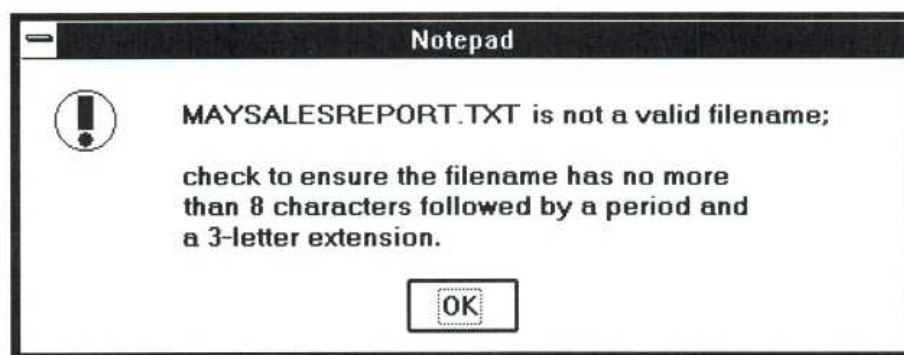 Notepad
MAYSALESREPORT.TXT is not a valid filename;
check to ensure the filename has no more
than 8 characters followed by a period and
a 3-letter extension.
OK